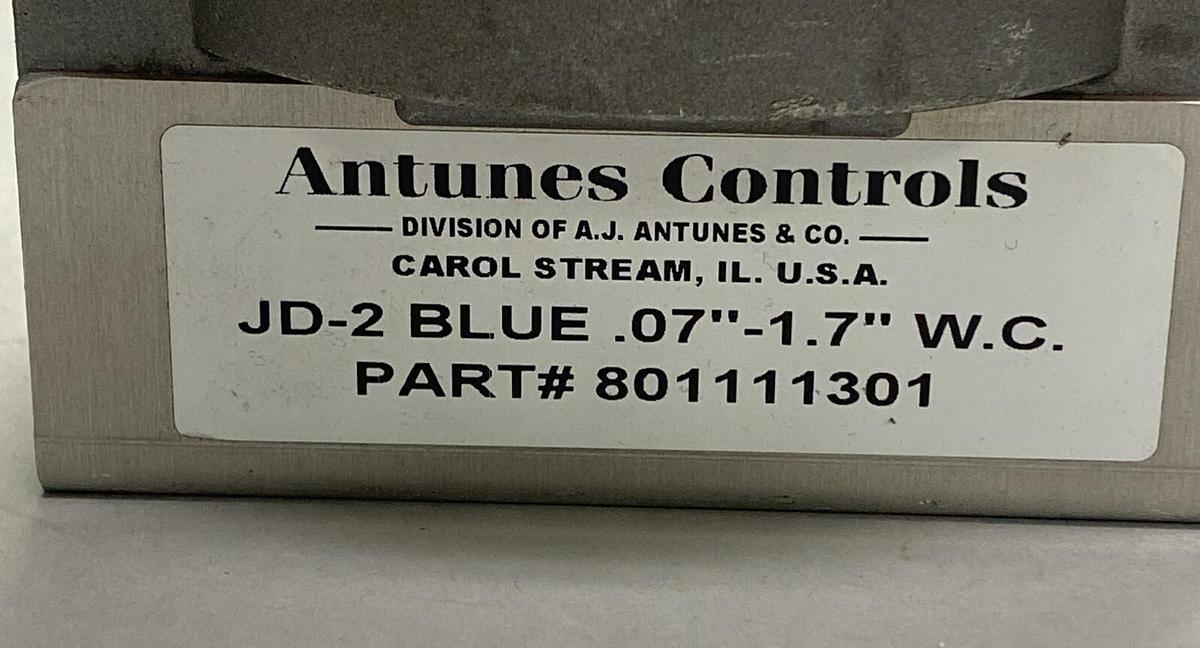 Antunes Controls
DIVISION OF A.J. ANTUNES & CO.
CAROL STREAM, IL. U.S.A.
JD-2 BLUE .07"-1.7" W.C.
PART# 801111301